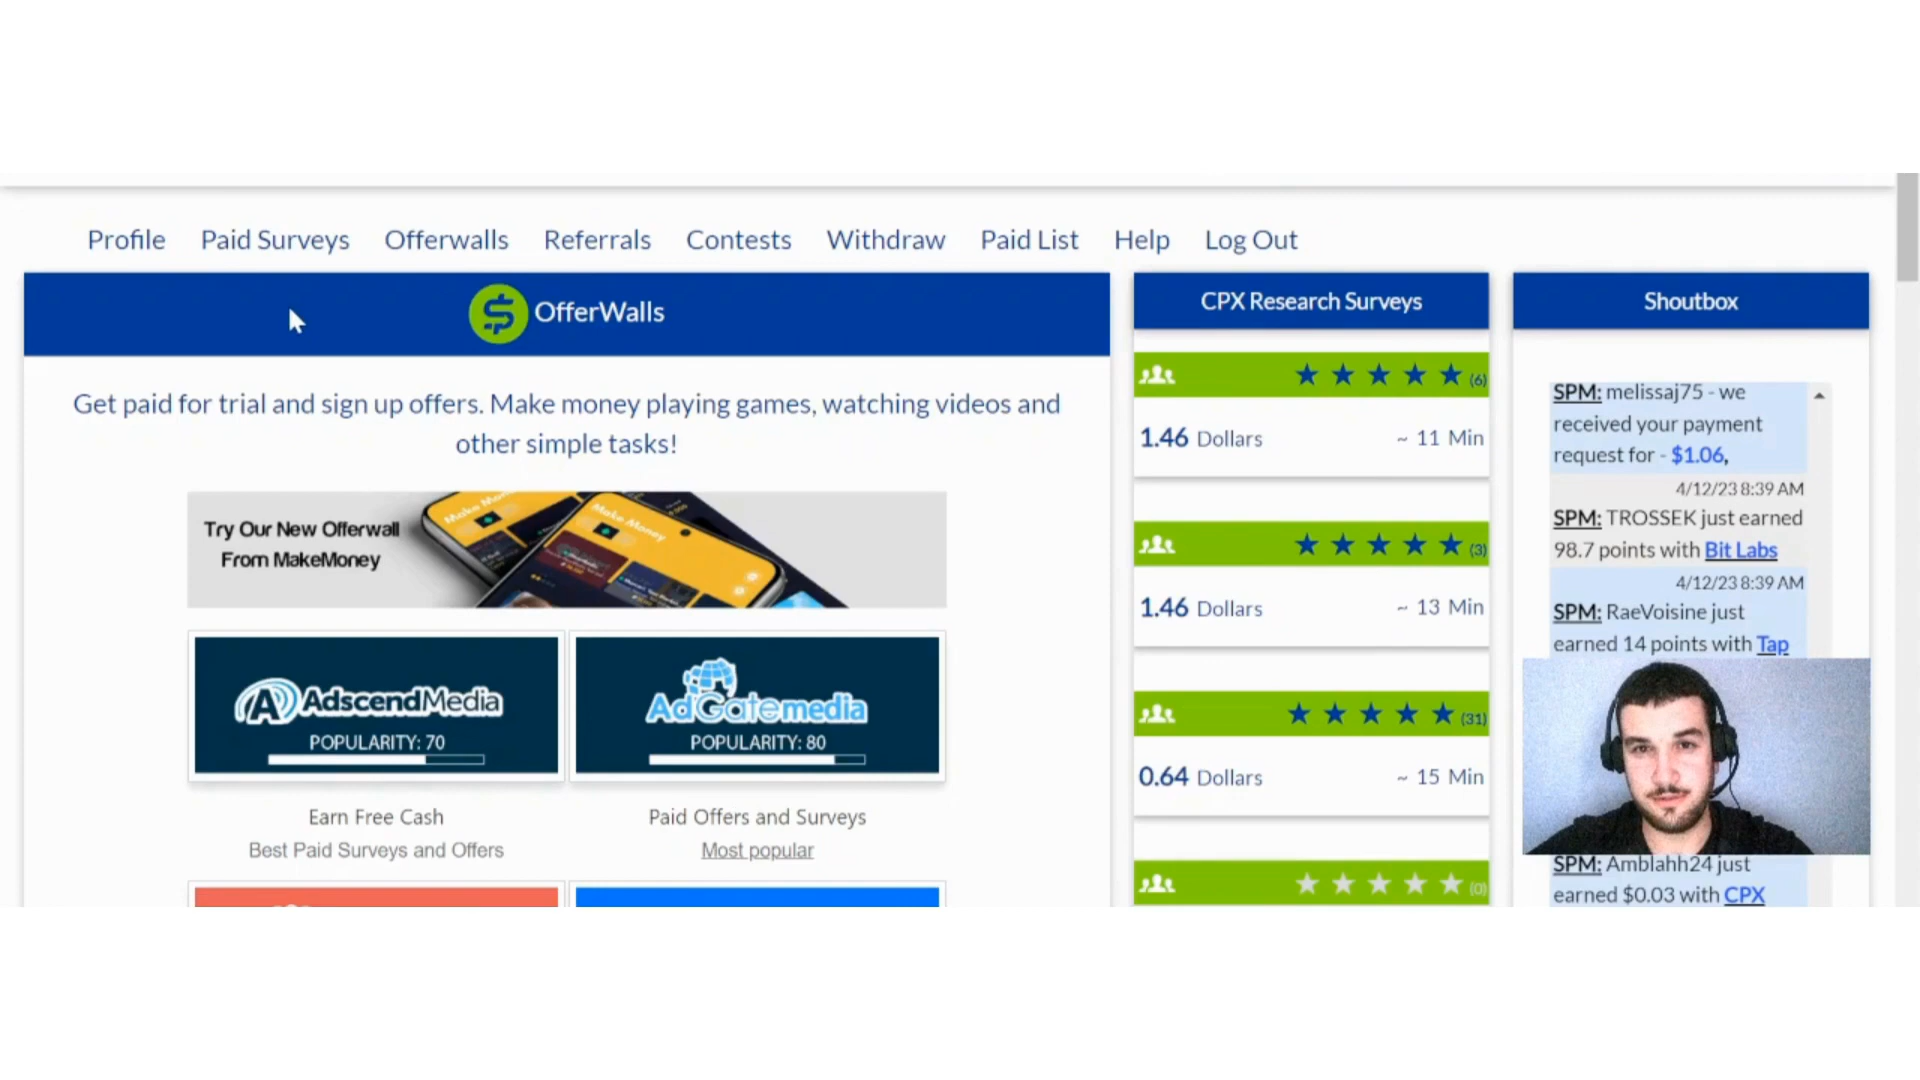 Profile Paid Surveys Offerwalls Referrals Contests Withdraw Paid List Help Log Out
OfferWalls
Get paid for trial and sign up offers. Make money playing games, watching videos and
other simple tasks!
Try Our New Offerwall
From MakeMoney
Make Money
AdscendMedia
POPULARITY: 70
Earn Free Cash
Best Paid Surveys and Offers
AdGatemedia
POPULARITY: 80
Paid Offers and Surveys
Most popular
CPX Research Surveys
(6)
1.46 Dollars ~ 11 Min
(3)
1.46 Dollars ~ 13 Min
(31)
0.64 Dollars ~ 15 Min
(0)
Shoutbox
SPM: melissaj75 - we
received your payment
request for - $1.06,
4/12/23 8:39 AM
SPM: TROSSEK just earned
98.7 points with Bit Labs
4/12/23 8:39 AM
SPM: RaeVoisine just
earned 14 points with Tap
SPM: Amblahh24 just
earned $0.03 with CPX